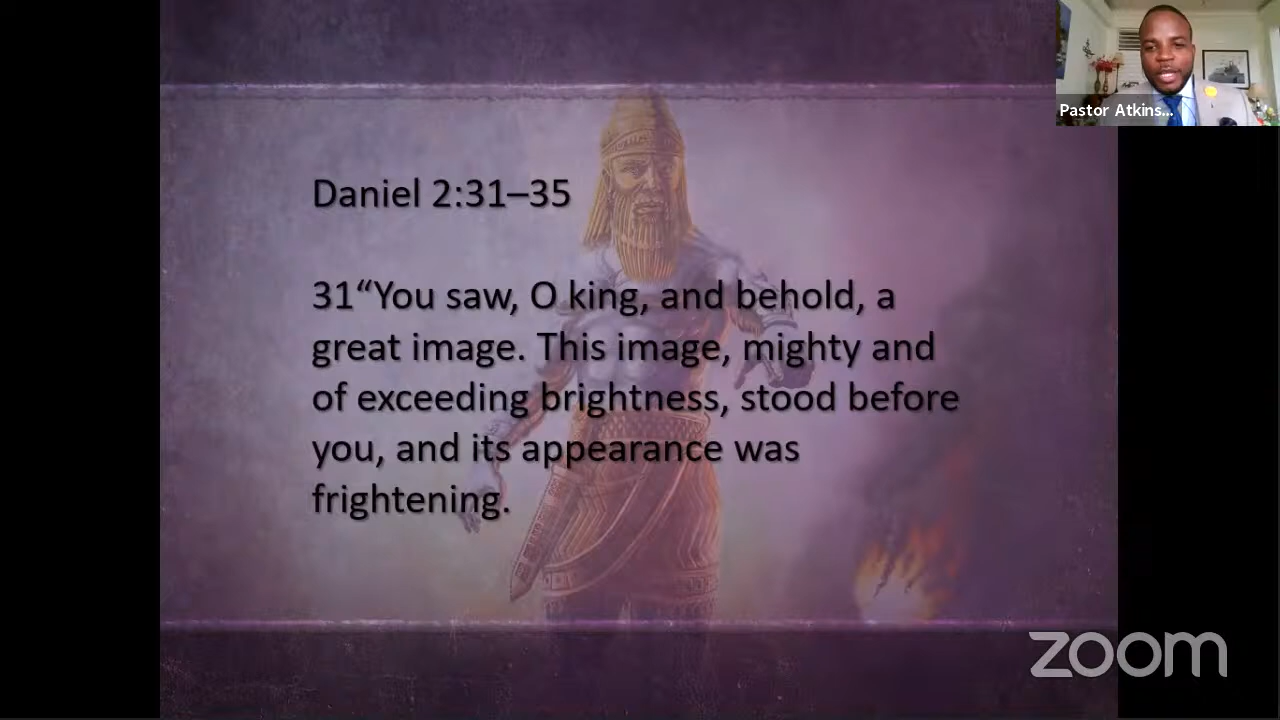 Pastor Atkins...
Daniel 2:31–35
31“You saw, O king, and behold, a
great image. This image, mighty and
of exceeding brightness, stood before
you, and its appearance was
frightening.
zoom